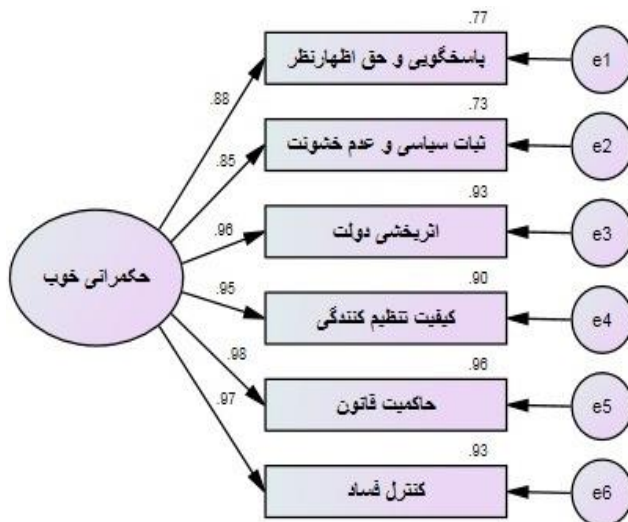 .77
پاسخگویی و حق اظهارنظر
e1
.88
.73
ثبات سیاسی و عدم خشونت
e2
.85
.93
اثربخشی دولت
e3
.96
حکمرانی خوب
.90
کیفیت تنظیم کنندگی
e4
.95
.96
حاکمیت قانون
e5
.98
.97
.93
کنترل فساد
e6